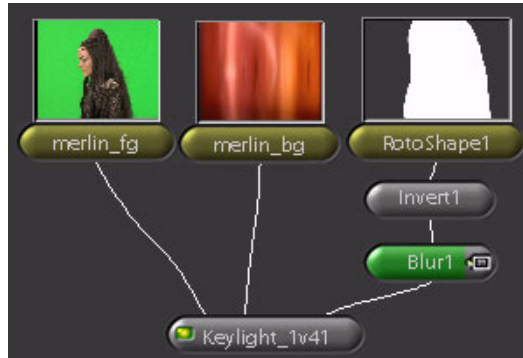 merlin_fg
merlin_bg
RotoShape1
Invert1
Blur1
Keylight_1v41